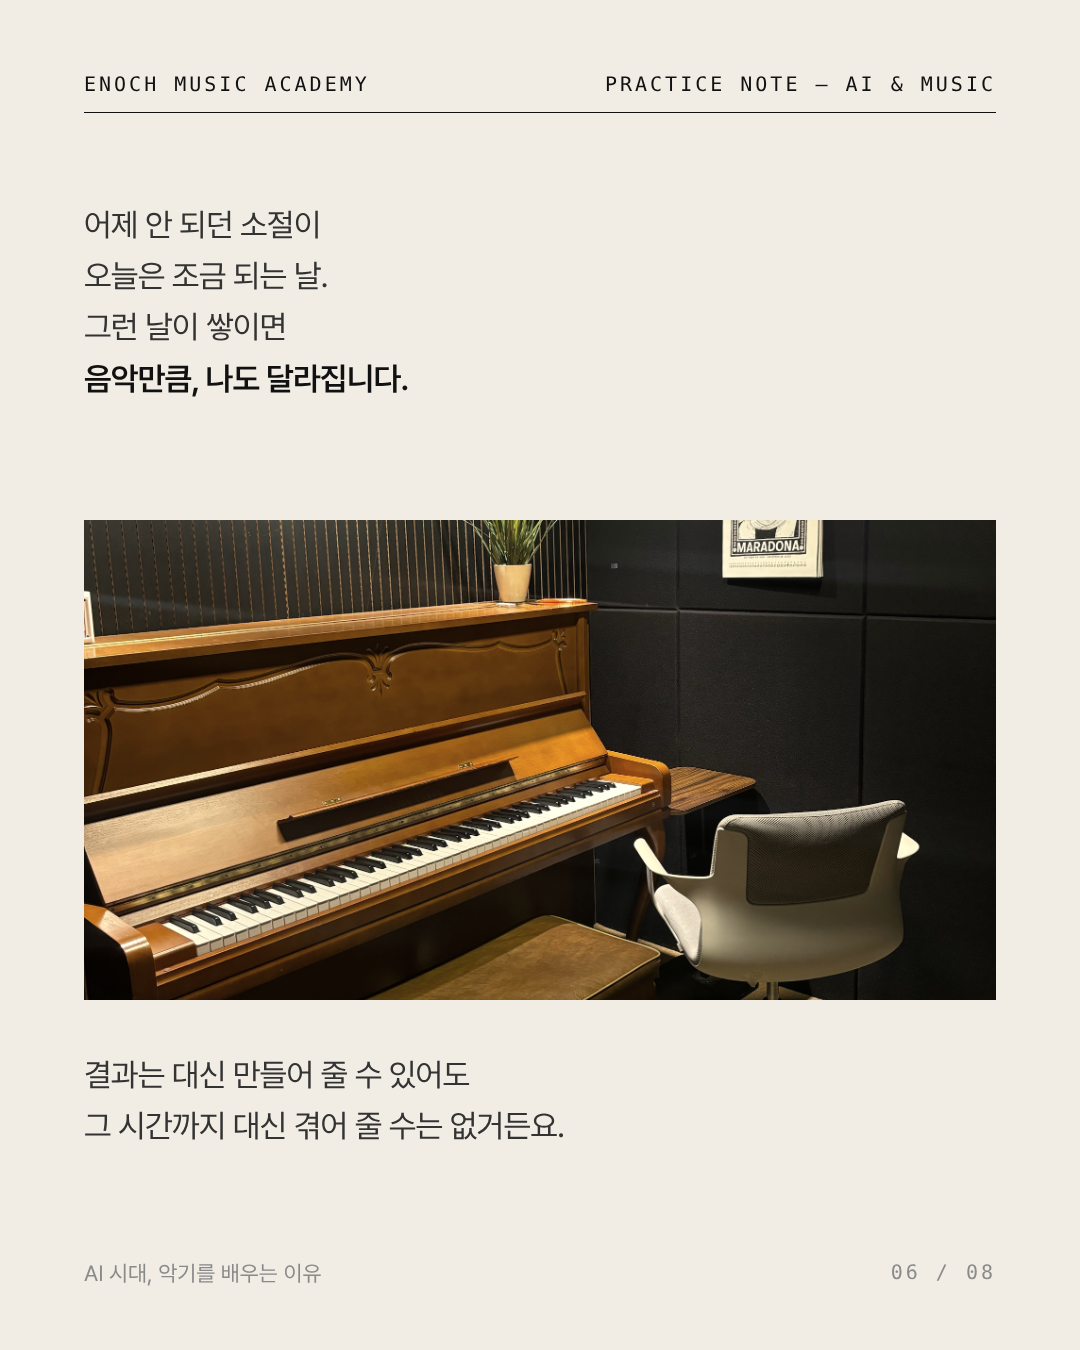 ENOCH MUSIC ACADEMY
PRACTICE NOTE — AI & MUSIC
어제 안 되던 소절이
오늘은 조금 되는 날.
그런 날이 쌓이면
음악만큼, 나도 달라집니다.
MARADONA
결과는 대신 만들어 줄 수 있어도
그 시간까지 대신 겪어 줄 수는 없거든요.
AI 시대, 악기를 배우는 이유
06 / 08